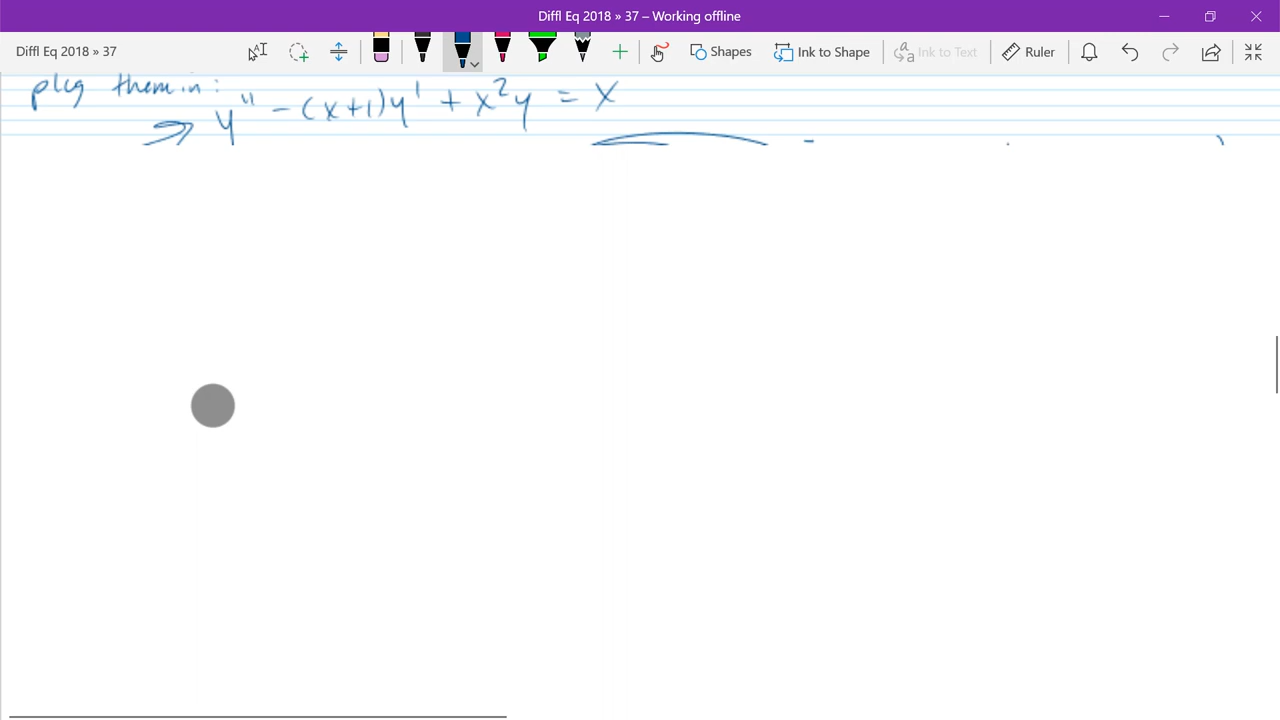 Diffl Eq 2018 » 37 – Working offline
Diffl Eq 2018 » 37
Shapes
Ink to Shape
Ink to Text
Ruler
plug them in:
⇒ y'' - (x+1)y' + x²y = x